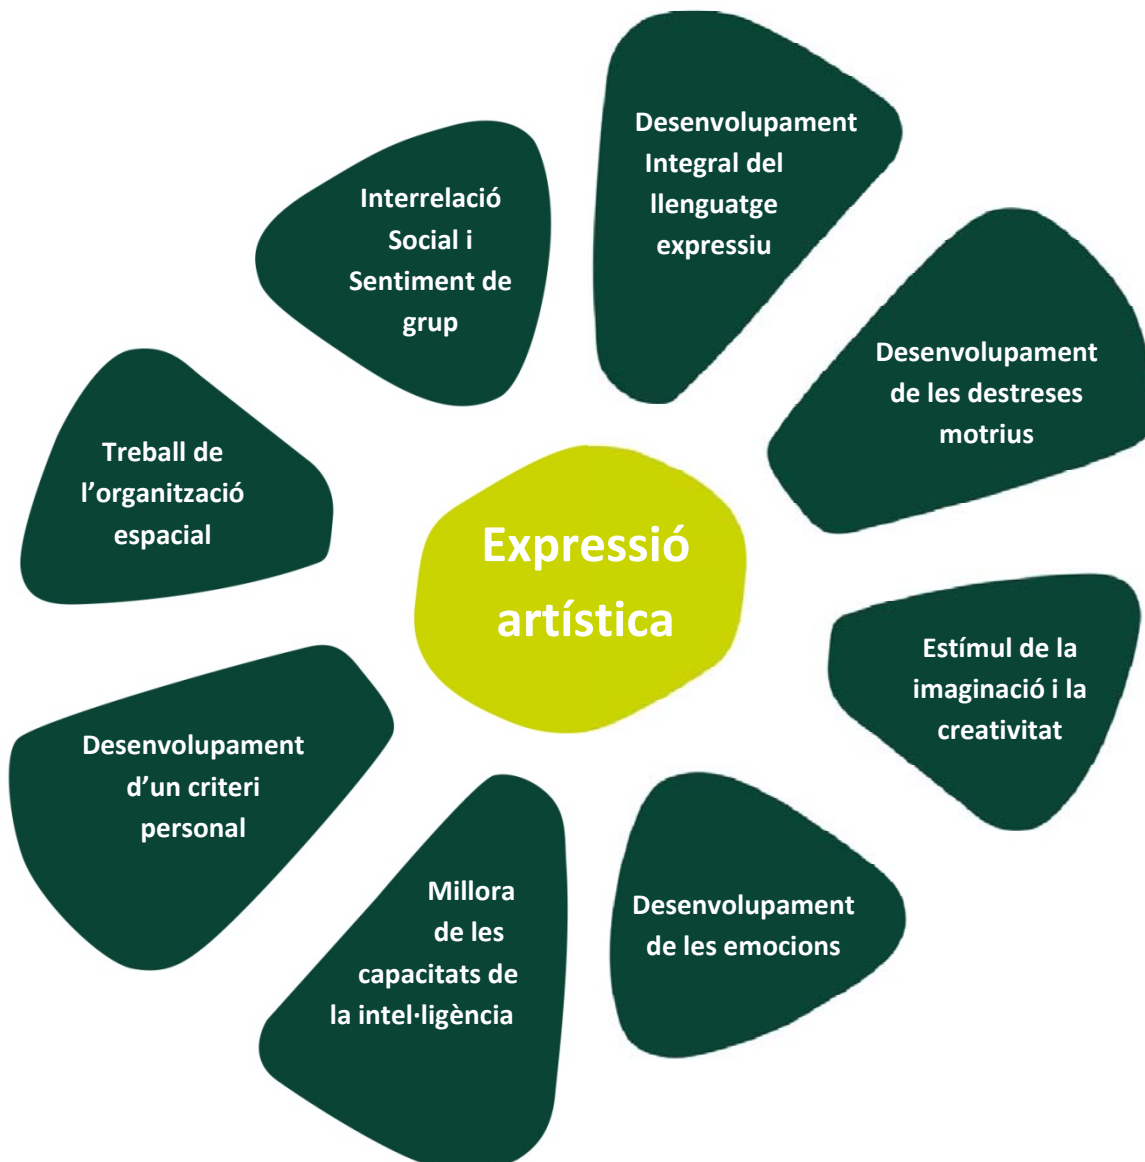 Desenvolupament
Integral del
llenguatge
expressiu
Interrelació
Social i
Sentiment de
grup
Desenvolupament
de les destreses
motrius
Treball de
l’organització
espacial
Expressió
artística
Estímul de la
imaginació i la
creativitat
Desenvolupament
d’un criteri
personal
Millora
de les
capacitats de
la intel·ligència
Desenvolupament
de les emocions